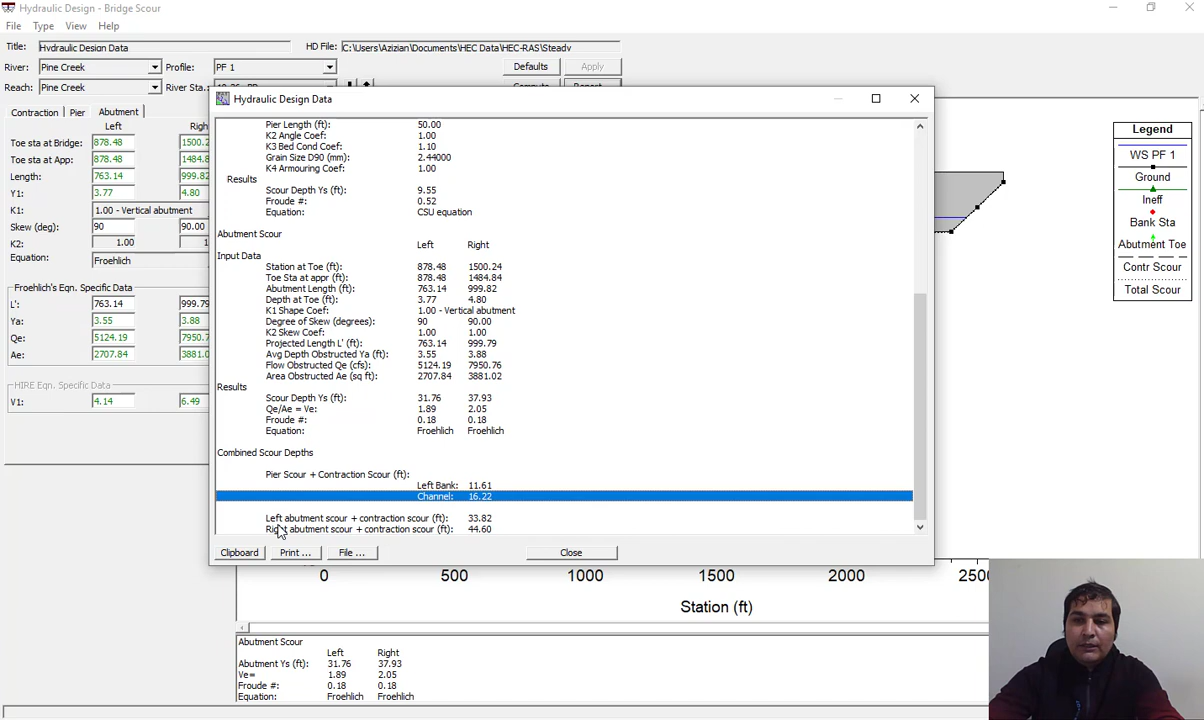 Hydraulic Design - Bridge Scour
File Type View Help
Title: Hydraulic Design Data HD File: C:\Users\Azizian\Documents\HEC Data\HEC-RAS\Steadv
River: Pine Creek Profile: PF 1 Defaults Apply
Reach: Pine Creek River Sta.:
Contraction Pier Abutment
Left Righ
Toe sta at Bridge: 878.48 1500.2
Toe sta at App: 878.48 1484.8
Length: 763.14 999.82
Y1: 3.77 4.80
K1: 1.00 - Vertical abutment
Skew (deg): 90 90.00
K2: 1.00 1
Equation: Froehlich
Froehlich's Eqn. Specific Data
L': 763.14 999.79
Ya: 3.55 3.88
Qe: 5124.19 7950.7
Ae: 2707.84 3881.0
HIRE Eqn. Specific Data
V1: 4.14 6.49
Hydraulic Design Data
Pier Length (ft): 50.00
K2 Angle Coef: 1.00
K3 Bed Cond Coef: 1.10
Grain Size D90 (mm): 2.44000
K4 Armouring Coef: 1.00
Results
Scour Depth Ys (ft): 9.55
Froude #: 0.52
Equation: CSU equation
Abutment Scour
Left Right
Input Data
Station at Toe (ft): 878.48 1500.24
Toe Sta at appr (ft): 878.48 1484.84
Abutment Length (ft): 763.14 999.82
Depth at Toe (ft): 3.77 4.80
K1 Shape Coef: 1.00 - Vertical abutment
Degree of Skew (degrees): 90 90.00
K2 Skew Coef: 1.00 1.00
Projected Length L' (ft): 763.14 999.79
Avg Depth Obstructed Ya (ft): 3.55 3.88
Flow Obstructed Qe (cfs): 5124.19 7950.76
Area Obstructed Ae (sq ft): 2707.84 3881.02
Results
Scour Depth Ys (ft): 31.76 37.93
Qe/Ae = Ve: 1.89 2.05
Froude #: 0.18 0.18
Equation: Froehlich Froehlich
Combined Scour Depths
Pier Scour + Contraction Scour (ft):
Left Bank: 11.61
Channel: 16.22
Left abutment scour + contraction scour (ft): 33.82
Right abutment scour + contraction scour (ft): 44.60
Clipboard Print ... File ... Close
Legend
WS PF 1
Ground
Ineff
Bank Sta
Abutment Toe
Contr Scour
Total Scour
0 500 1000 1500 2000 250
Station (ft)
Abutment Scour
Left Right
Abutment Ys (ft): 31.76 37.93
Ve= 1.89 2.05
Froude #: 0.18 0.18
Equation: Froehlich Froehlich